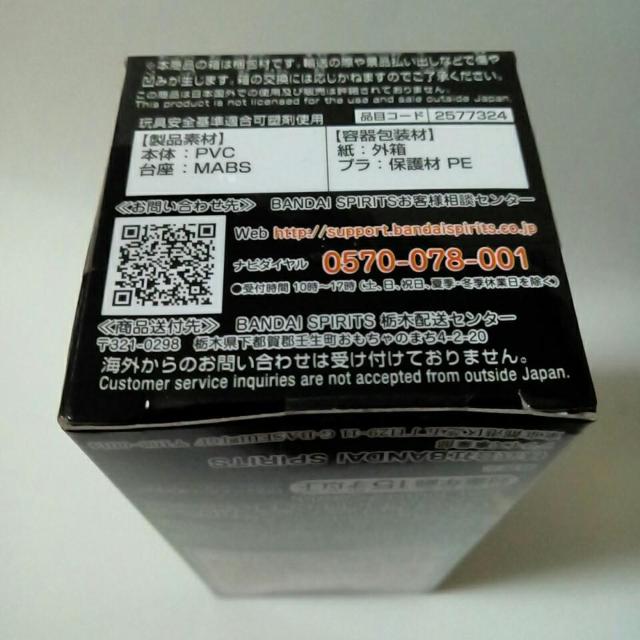 ※本商品の箱は梱包材です。輸送の際や景品払い出しなどで傷や
凹みが生じます。箱の交換には応じかねますのでご了承ください。
この商品は日本国外での使用及び販売は許諾されておりません。
This product is not licensed for the use and sale outside Japan.
玩具安全基準適合可塑剤使用
品目コード 2577324
【製品素材】
本体：PVC
台座：MABS
【容器包装材】
紙：外箱
プラ：保護材 PE
≪お問い合わせ先≫ BANDAI SPIRITSお客様相談センター
Web http://support.bandaispirits.co.jp
ナビダイヤル 0570-078-001
●受付時間 10時～17時 (土、日、祝日、夏季・冬季休業日を除く)
≪商品送付先≫ BANDAI SPIRITS 栃木配送センター
〒321-0298 栃木県下都賀郡壬生町おもちゃのまち4-2-20
海外からのお問い合わせは受け付けておりません。
Customer service inquiries are not accepted from outside Japan.
BANDAI SPIRITS